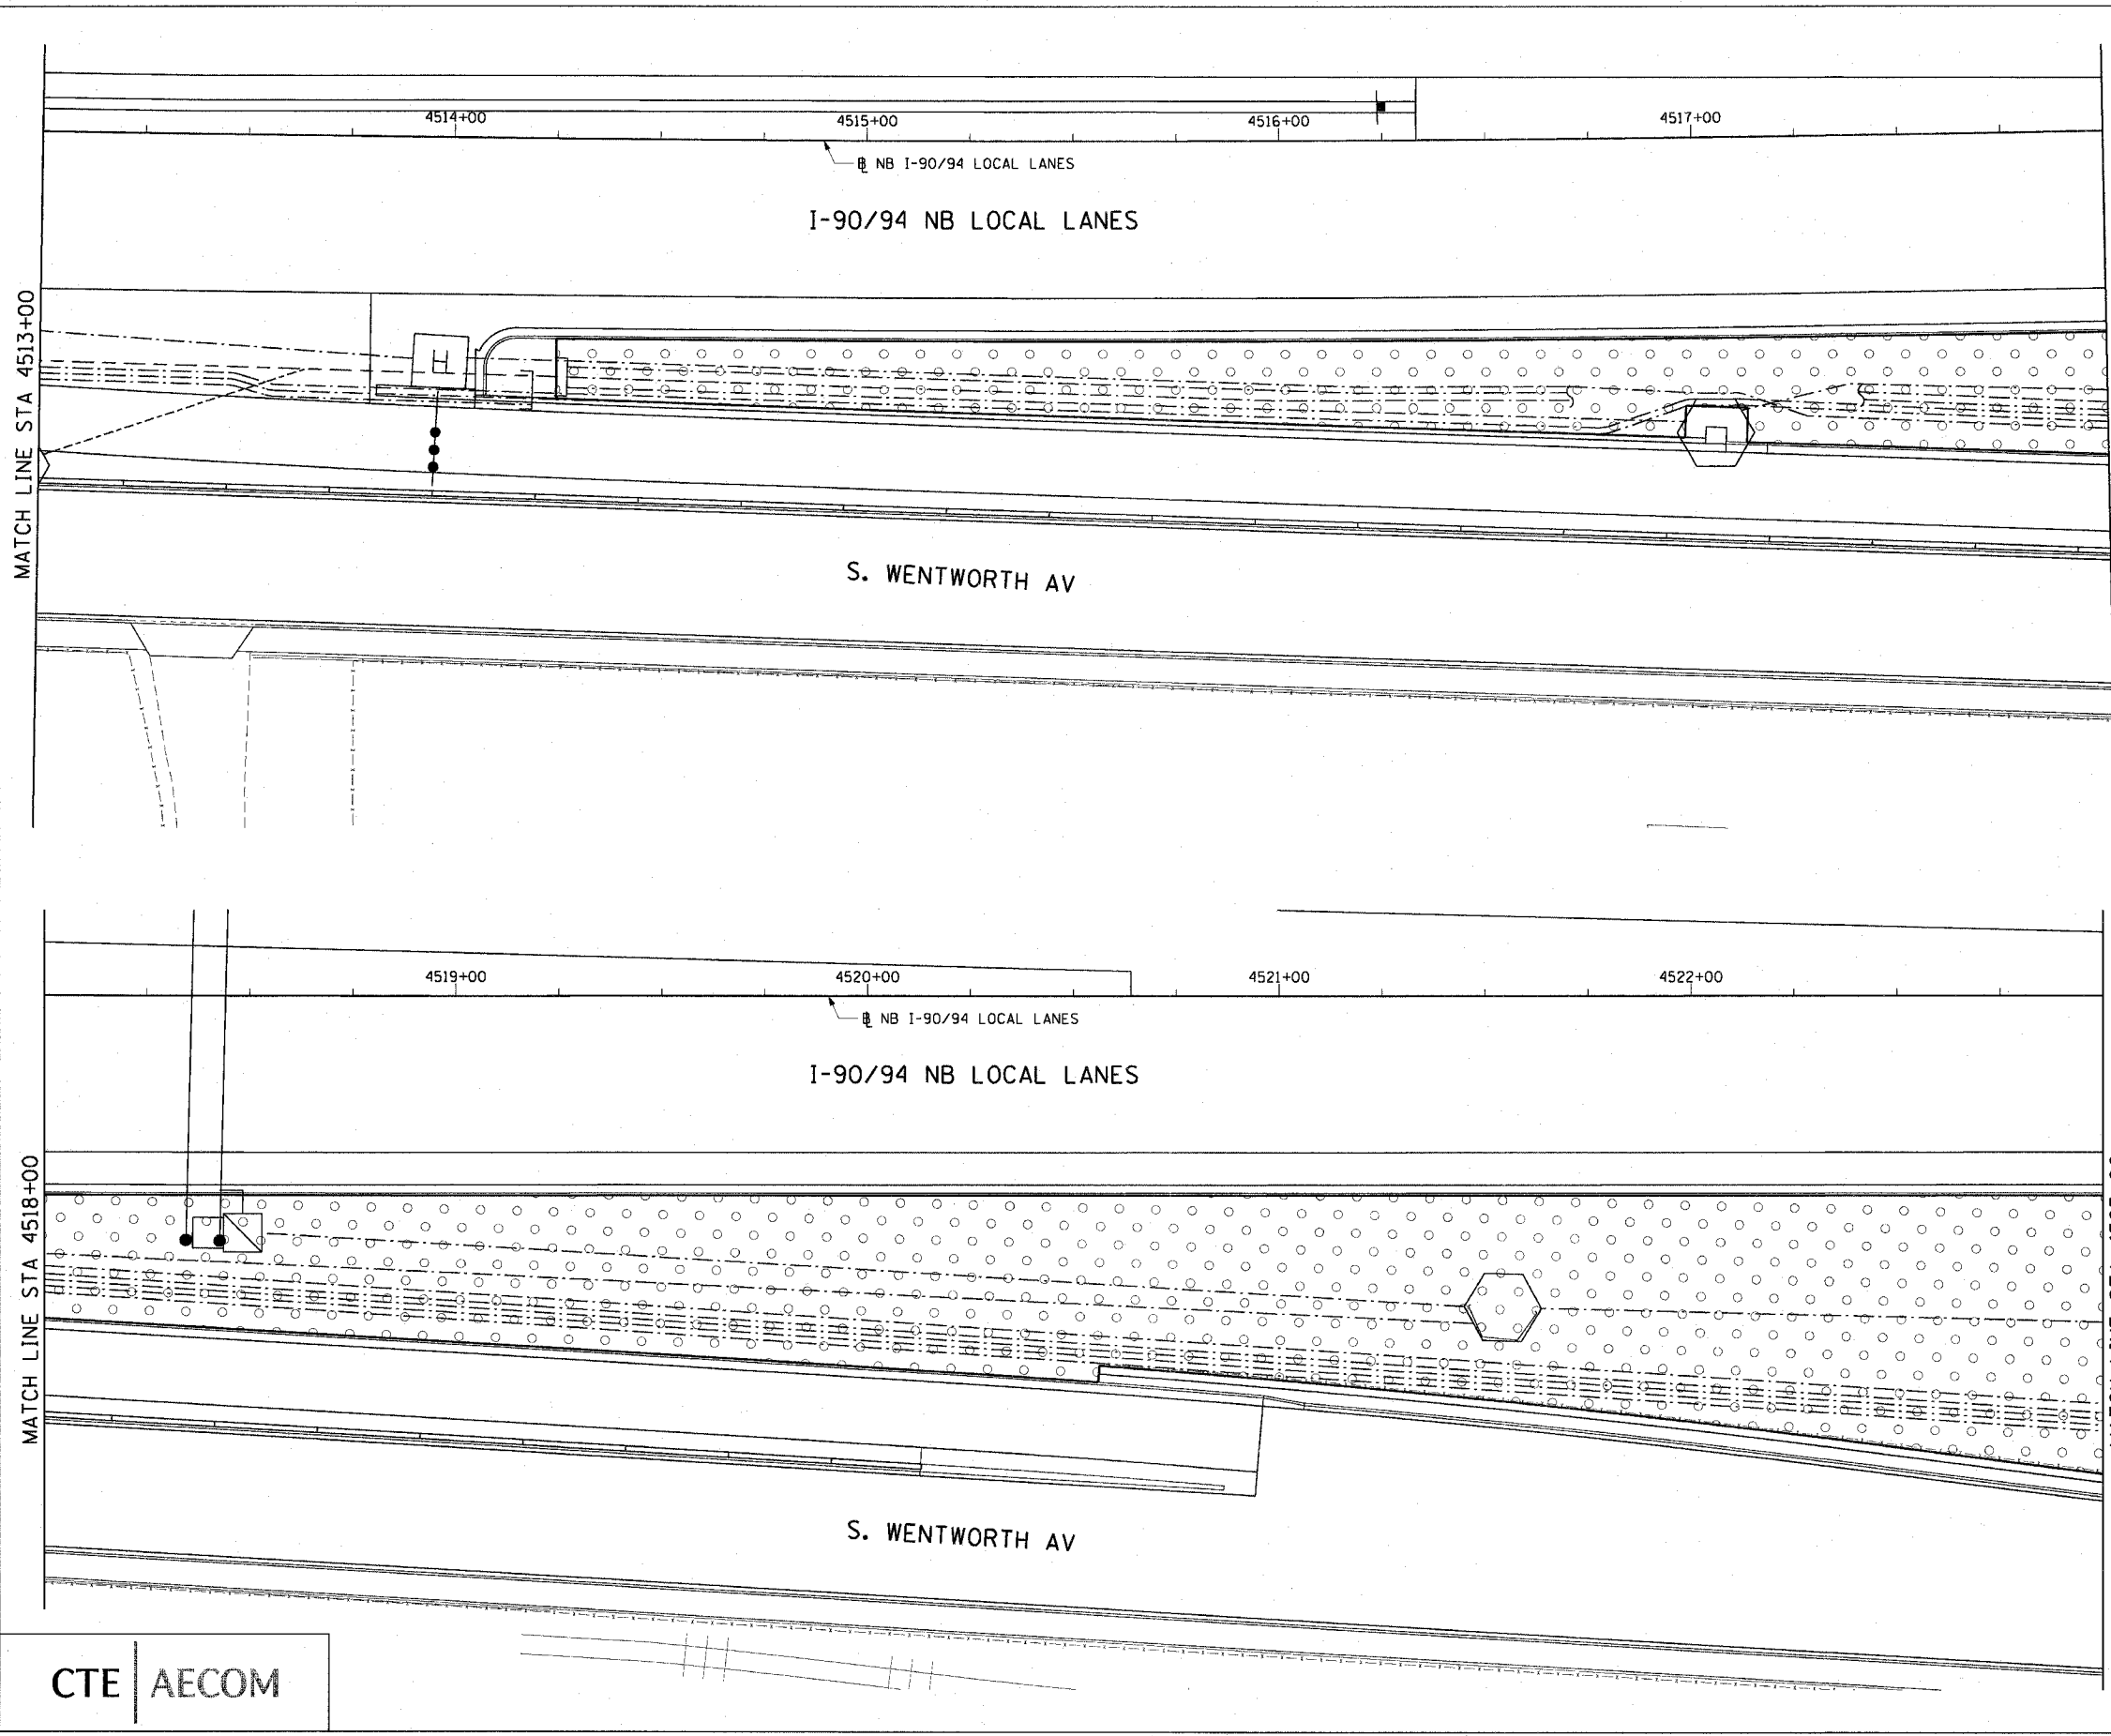 4514+00
4515+00
4516+00
4517+00
NB I-90/94 LOCAL LANES
I-90/94 NB LOCAL LANES
MATCH LINE STA 4513+00
H
S. WENTWORTH AV
4519+00
4520+00
4521+00
4522+00
NB I-90/94 LOCAL LANES
I-90/94 NB LOCAL LANES
MATCH LINE STA 4518+00
S. WENTWORTH AV
CTE | AECOM